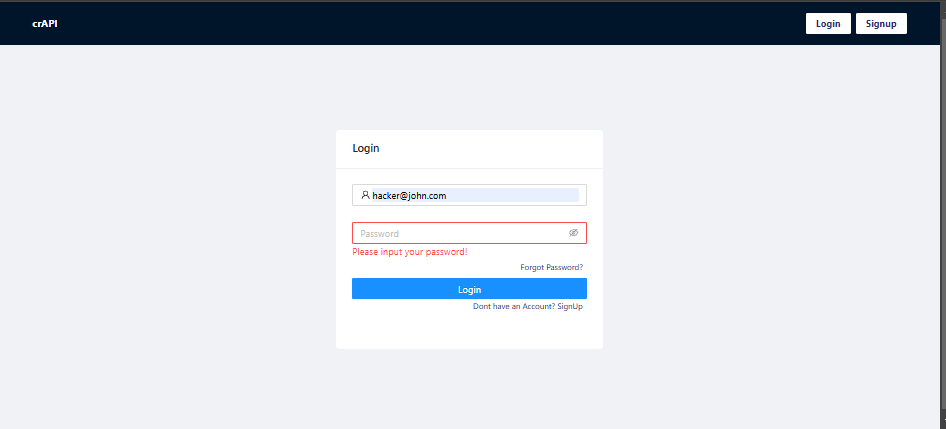 crAPI
Login
Signup
Login
hacker@john.com
Password
Please input your password!
Forgot Password?
Login
Dont have an Account? SignUp